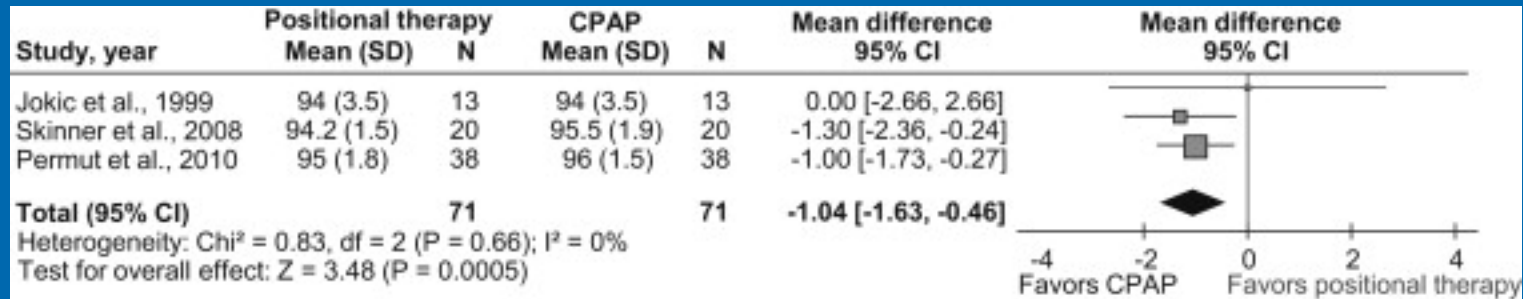 Positional therapy CPAP Mean difference Mean difference
Study, year Mean (SD) N Mean (SD) N 95% CI 95% CI
Jokic et al., 1999 94 (3.5) 13 94 (3.5) 13 0.00 [-2.66, 2.66]
Skinner et al., 2008 94.2 (1.5) 20 95.5 (1.9) 20 -1.30 [-2.36, -0.24]
Permut et al., 2010 95 (1.8) 38 96 (1.5) 38 -1.00 [-1.73, -0.27]
Total (95% CI) 71 71 -1.04 [-1.63, -0.46]
Heterogeneity: Chi² = 0.83, df = 2 (P = 0.66); I² = 0%
Test for overall effect: Z = 3.48 (P = 0.0005)
-4 -2 0 2 4
Favors CPAP Favors positional therapy